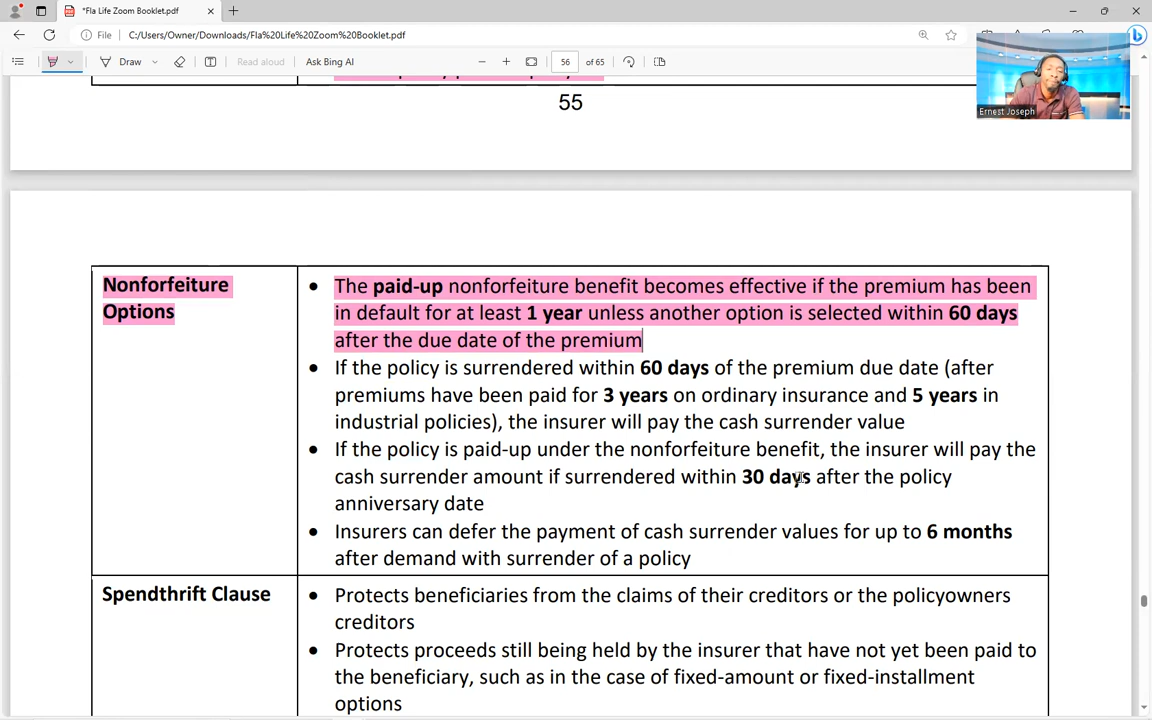 *Fla Life Zoom Booklet.pdf
File
C:/Users/Owner/Downloads/Fla%20Life%20Zoom%20Booklet.pdf
Draw
Read aloud
Ask Bing AI
56
of 65
Ernest Joseph
55
Nonforfeiture
Options
• The paid-up nonforfeiture benefit becomes effective if the premium has been
in default for at least 1 year unless another option is selected within 60 days
after the due date of the premium
• If the policy is surrendered within 60 days of the premium due date (after
premiums have been paid for 3 years on ordinary insurance and 5 years in
industrial policies), the insurer will pay the cash surrender value
• If the policy is paid-up under the nonforfeiture benefit, the insurer will pay the
cash surrender amount if surrendered within 30 days after the policy
anniversary date
• Insurers can defer the payment of cash surrender values for up to 6 months
after demand with surrender of a policy
Spendthrift Clause
• Protects beneficiaries from the claims of their creditors or the policyowners
creditors
• Protects proceeds still being held by the insurer that have not yet been paid to
the beneficiary, such as in the case of fixed-amount or fixed-installment
options